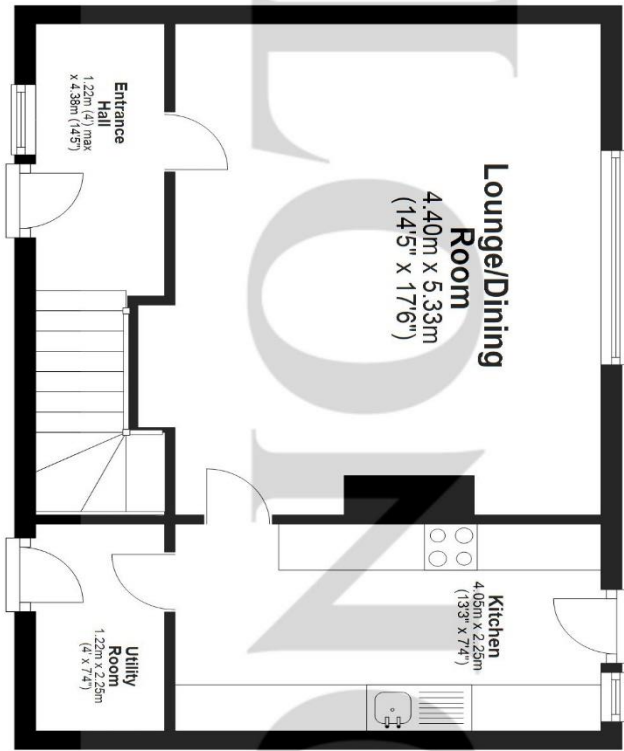 Entrance
Hall
1.22m (4') max
x 4.38m (14'5")
Lounge/Dining
Room
4.40m x 5.33m
(14'5" x 17'6")
Kitchen
4.05m x 2.25m
(13'3" x 7'4")
Utility
Room
1.22m x 2.25m
(4' x 7'4")